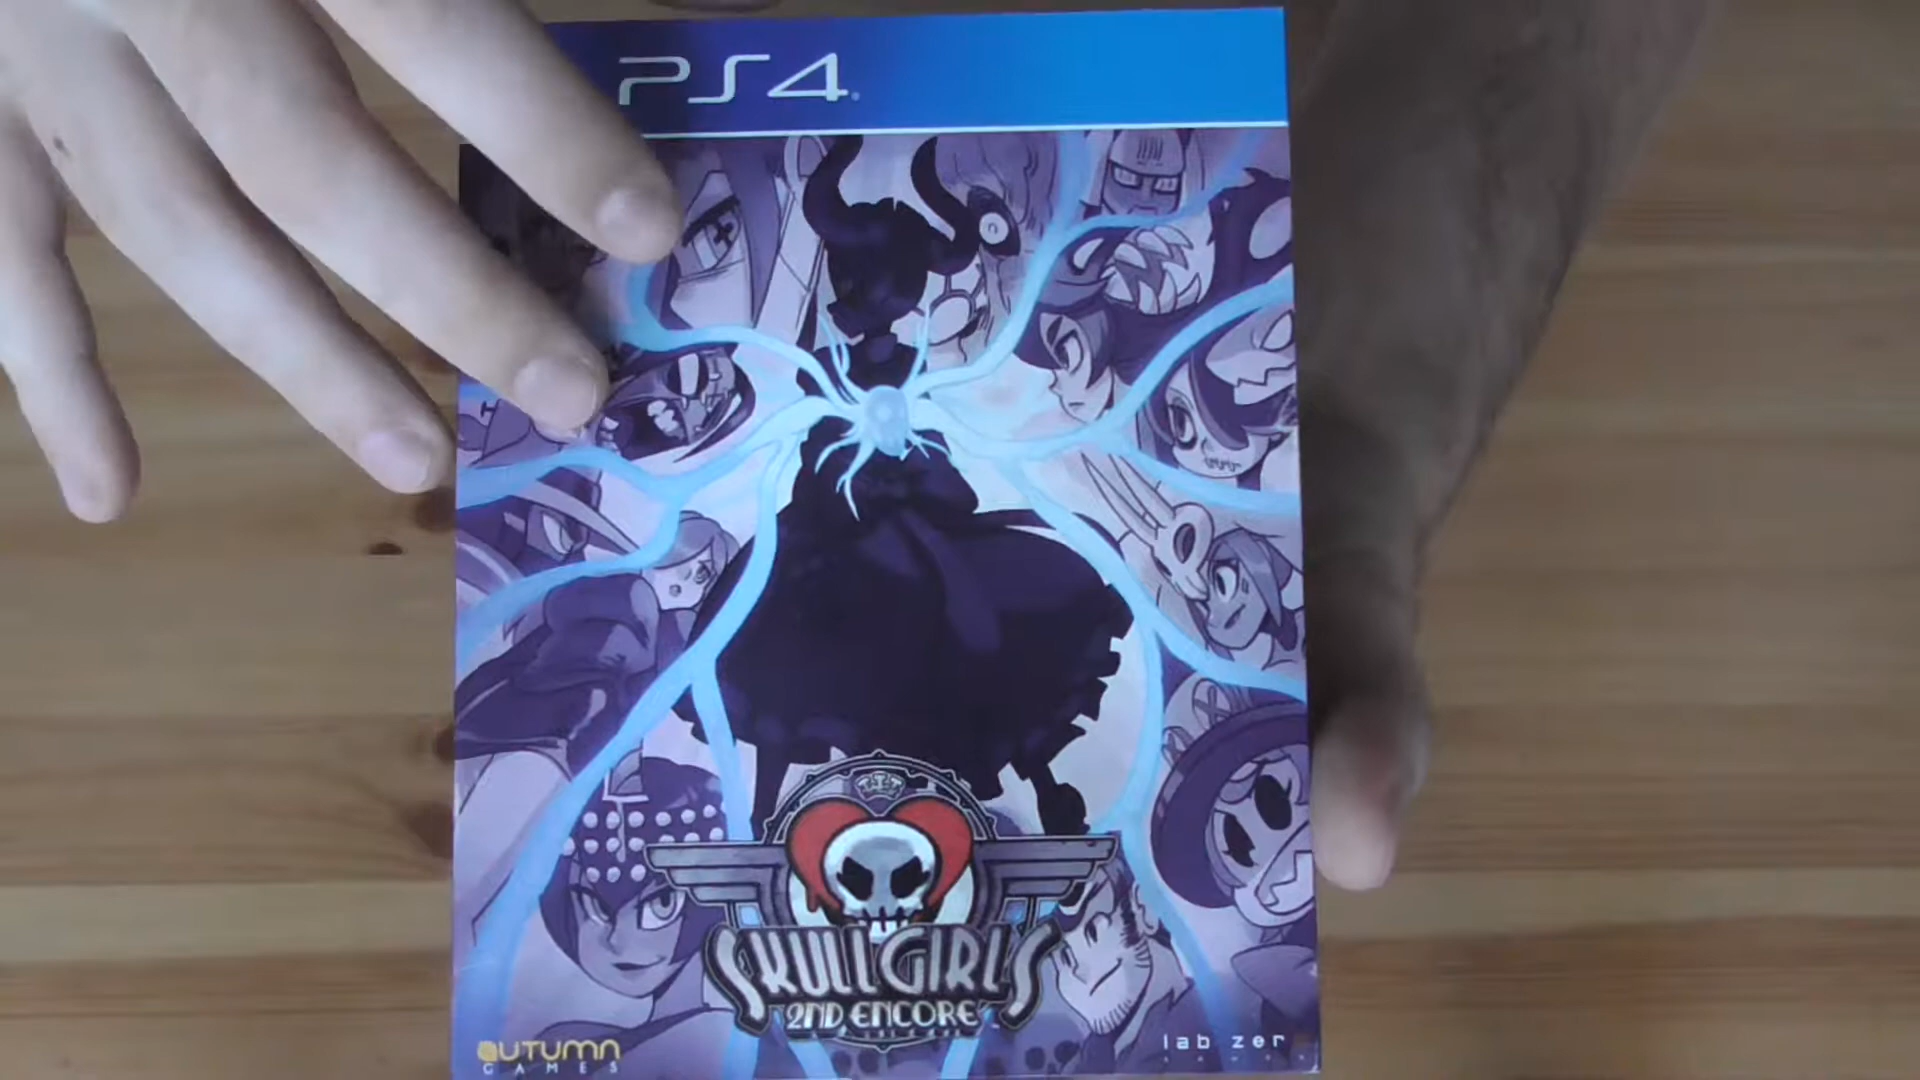 PS4
SKULLGIRLS
2ND ENCORE
AUTUMN
GAMES
lab zer